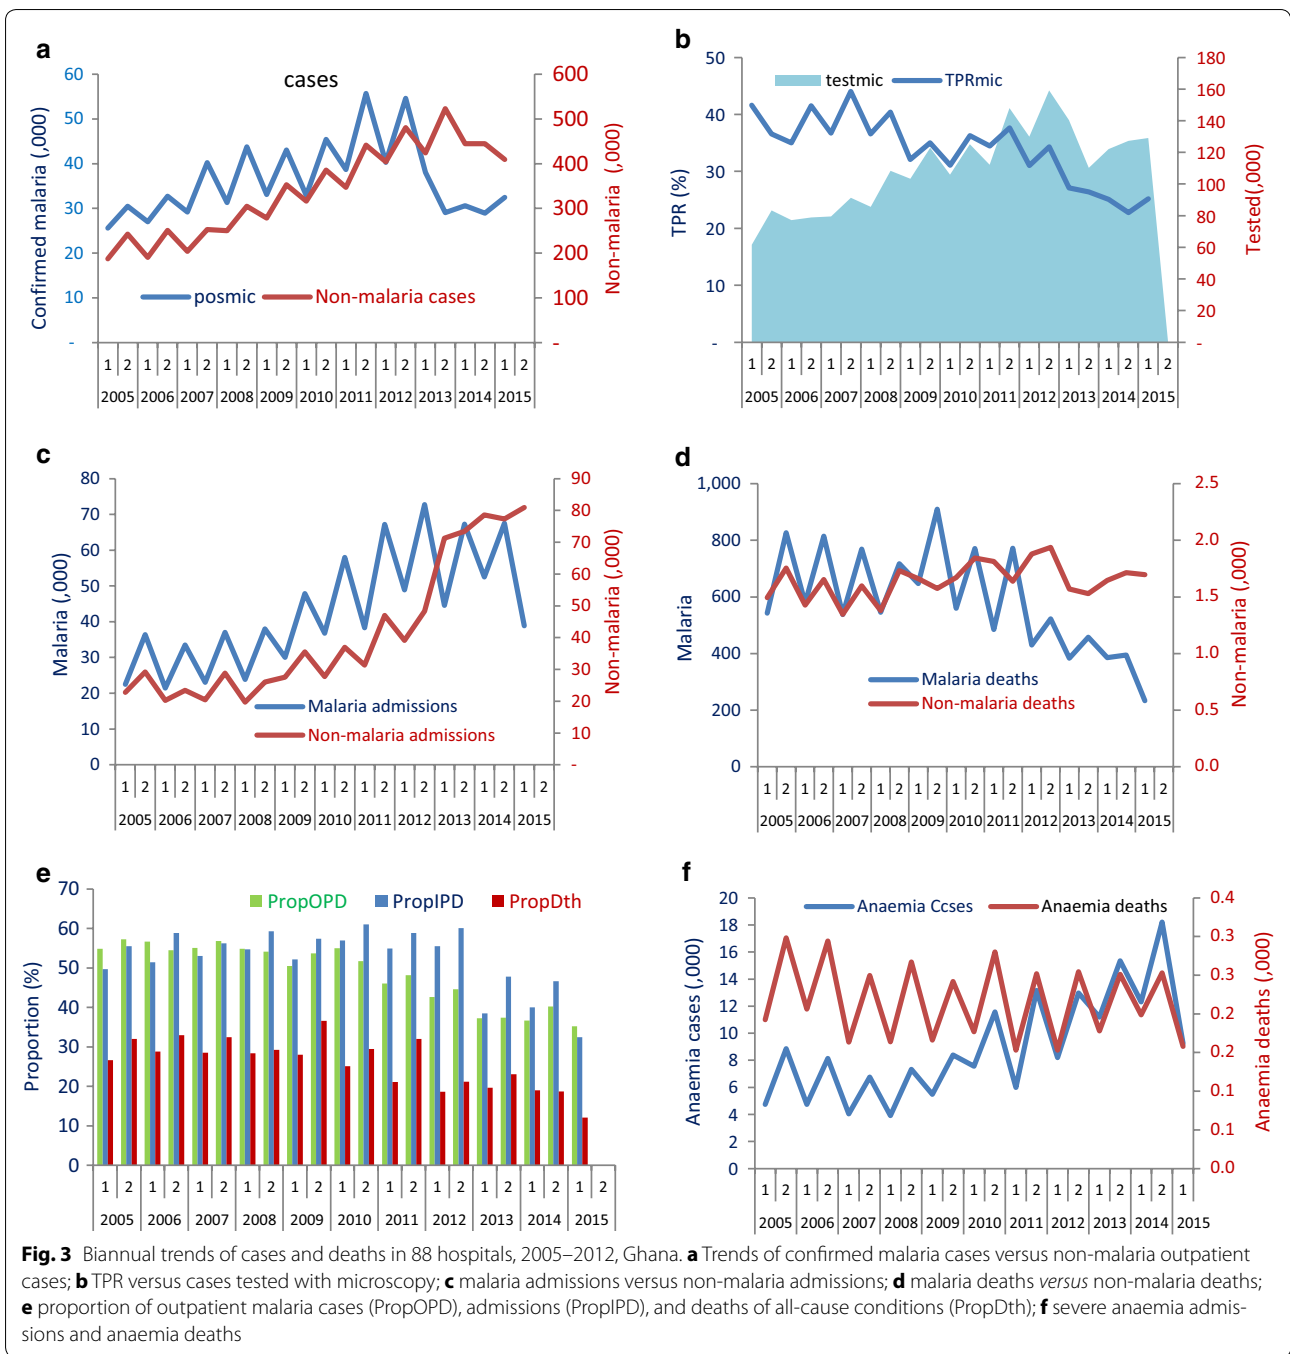 a
cases
Confirmed malaria (,000)
60
50
40
30
20
10
-
Non-malaria (,000)
600
500
400
300
200
100
-
posmic
Non-malaria cases
1 2 1 2 1 2 1 2 1 2 1 2 1 2 1 2 1 2 1 2 1 2
2005 2006 2007 2008 2009 2010 2011 2012 2013 2014 2015
b
testmic
TPRmic
TPR (%)
50
40
30
20
10
-
Tested(,000)
180
160
140
120
100
80
60
40
20
-
1 2 1 2 1 2 1 2 1 2 1 2 1 2 1 2 1 2 1 2 1 2
2005 2006 2007 2008 2009 2010 2011 2012 2013 2014 2015
c
Malaria (,000)
80
70
60
50
40
30
20
10
0
Non-malaria (,000)
90
80
70
60
50
40
30
20
10
-
Malaria admissions
Non-malaria admissions
1 2 1 2 1 2 1 2 1 2 1 2 1 2 1 2 1 2 1 2 1 2
2005 2006 2007 2008 2009 2010 2011 2012 2013 2014 2015
d
Malaria
1,000
800
600
400
200
0
Non-malaria (,000)
2.5
2.0
1.5
1.0
0.5
0.0
Malaria deaths
Non-malaria deaths
1 2 1 2 1 2 1 2 1 2 1 2 1 2 1 2 1 2 1 2 1 2
2005 2006 2007 2008 2009 2010 2011 2012 2013 2014 2015
e
PropOPD
PropIPD
PropDth
Proportion (%)
70
60
50
40
30
20
10
0
1 2 1 2 1 2 1 2 1 2 1 2 1 2 1 2 1 2 1 2 1 2
2005 2006 2007 2008 2009 2010 2011 2012 2013 2014 2015
f
Anaemia Ccses
Anaemia deaths
Anaemia cases (,000)
20
18
16
14
12
10
8
6
4
2
0
Anaemia deaths (,000)
0.4
0.3
0.3
0.2
0.2
0.1
0.1
0.0
1 2 1 2 1 2 1 2 1 2 1 2 1 2 1 2 1 2 1 2 1
2005 2006 2007 2008 2009 2010 2011 2012 2013 2014 2015
Fig. 3 Biannual trends of cases and deaths in 88 hospitals, 2005–2012, Ghana. a Trends of confirmed malaria cases versus non-malaria outpatient
cases; b TPR versus cases tested with microscopy; c malaria admissions versus non-malaria admissions; d malaria deaths versus non-malaria deaths;
e proportion of outpatient malaria cases (PropOPD), admissions (PropIPD), and deaths of all-cause conditions (PropDth); f severe anaemia admis-
sions and anaemia deaths